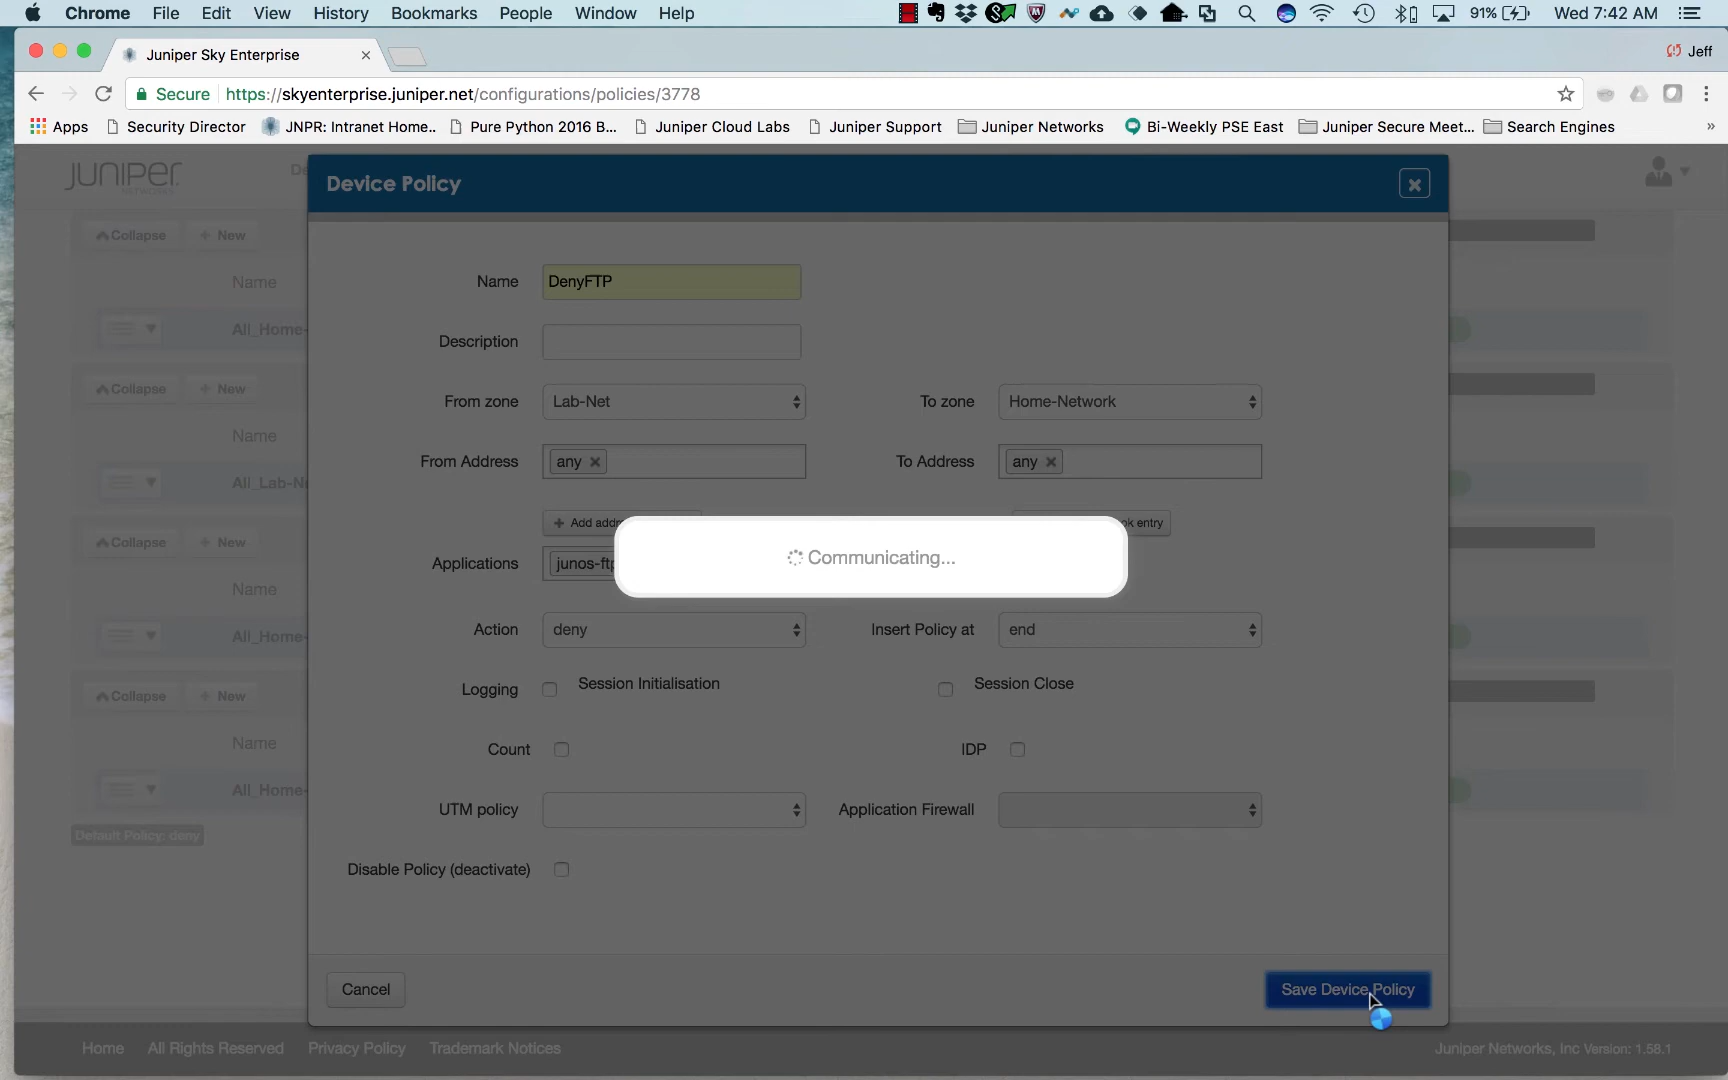 Chrome File Edit View History Bookmarks People Window Help 91% Wed 7:42 AM
Juniper Sky Enterprise Jeff
Secure https://skyenterprise.juniper.net/configurations/policies/3778
Apps Security Director JNPR: Intranet Home.. Pure Python 2016 B... Juniper Cloud Labs Juniper Support Juniper Networks Bi-Weekly PSE East Juniper Secure Meet... Search Engines »
JUNIPER NETWORKS De Device Policy
Collapse + New
Name DenyFTP
Name
All_Home- Description
Collapse + New
From zone Lab-Net To zone Home-Network
Name
From Address any To Address any
All_Lab-Ne
+ Add addr ok entry
Collapse + New
Communicating...
Applications junos-ftp
Name
All_Home- Action deny Insert Policy at end
Logging Session Initialisation Session Close
Collapse + New
Name Count IDP
All_Home- UTM policy Application Firewall
Default Policy: deny
Disable Policy (deactivate)
Cancel Save Device Policy
Home All Rights Reserved Privacy Policy Trademark Notices Juniper Networks, Inc Version: 1.58.1